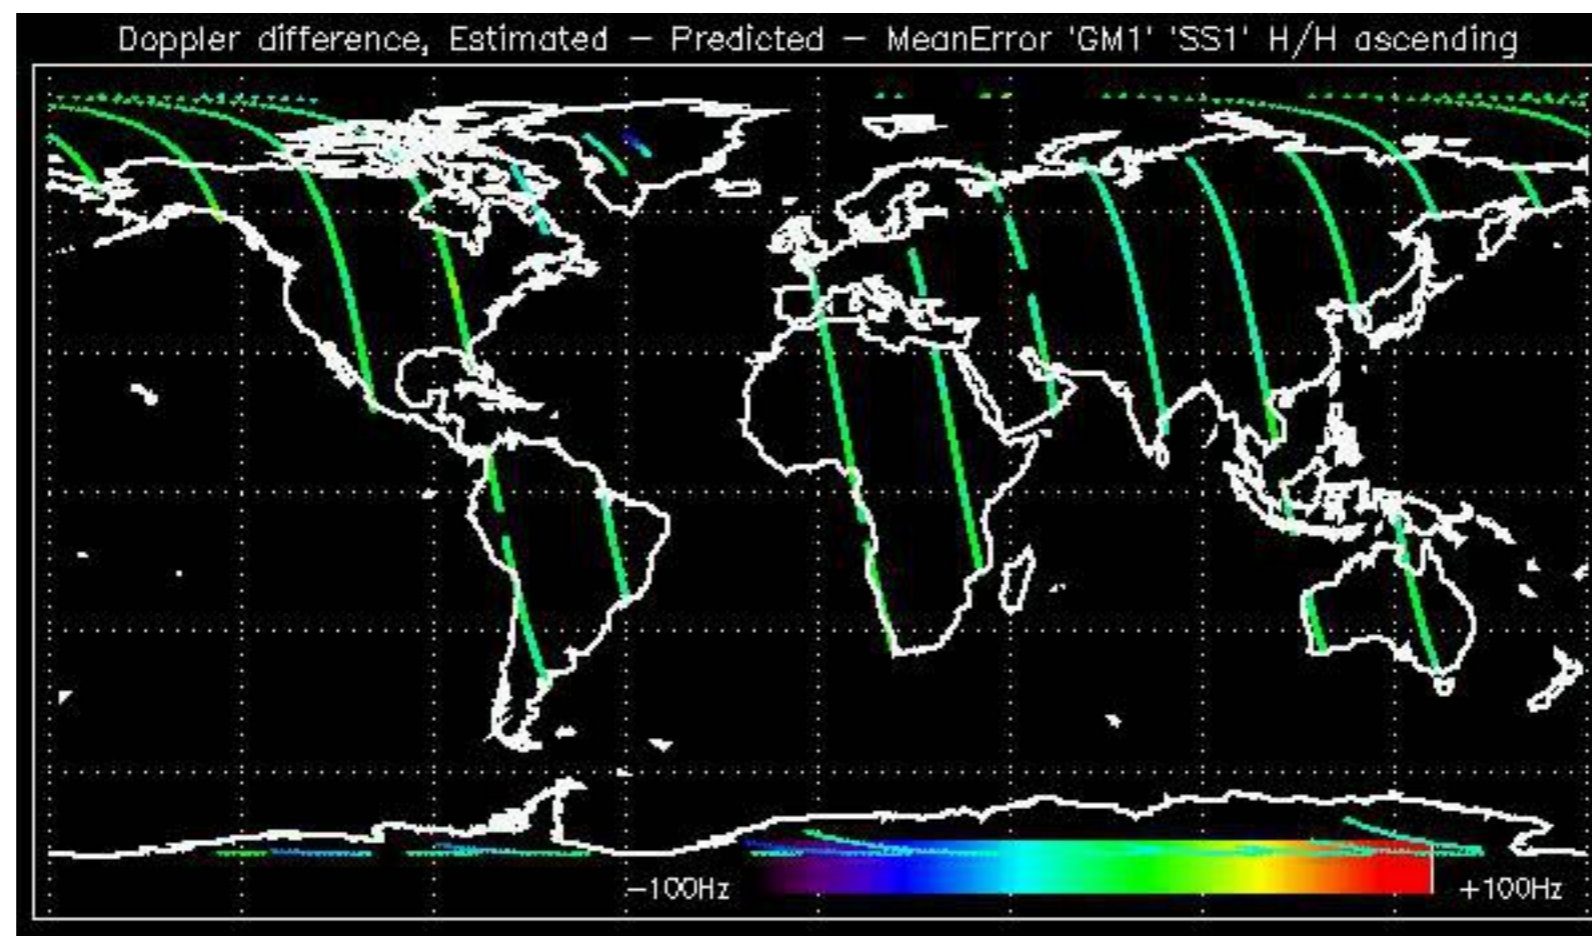 Doppler difference, Estimated – Predicted – MeanError 'GM1' 'SS1' H/H ascending
–100Hz
+100Hz